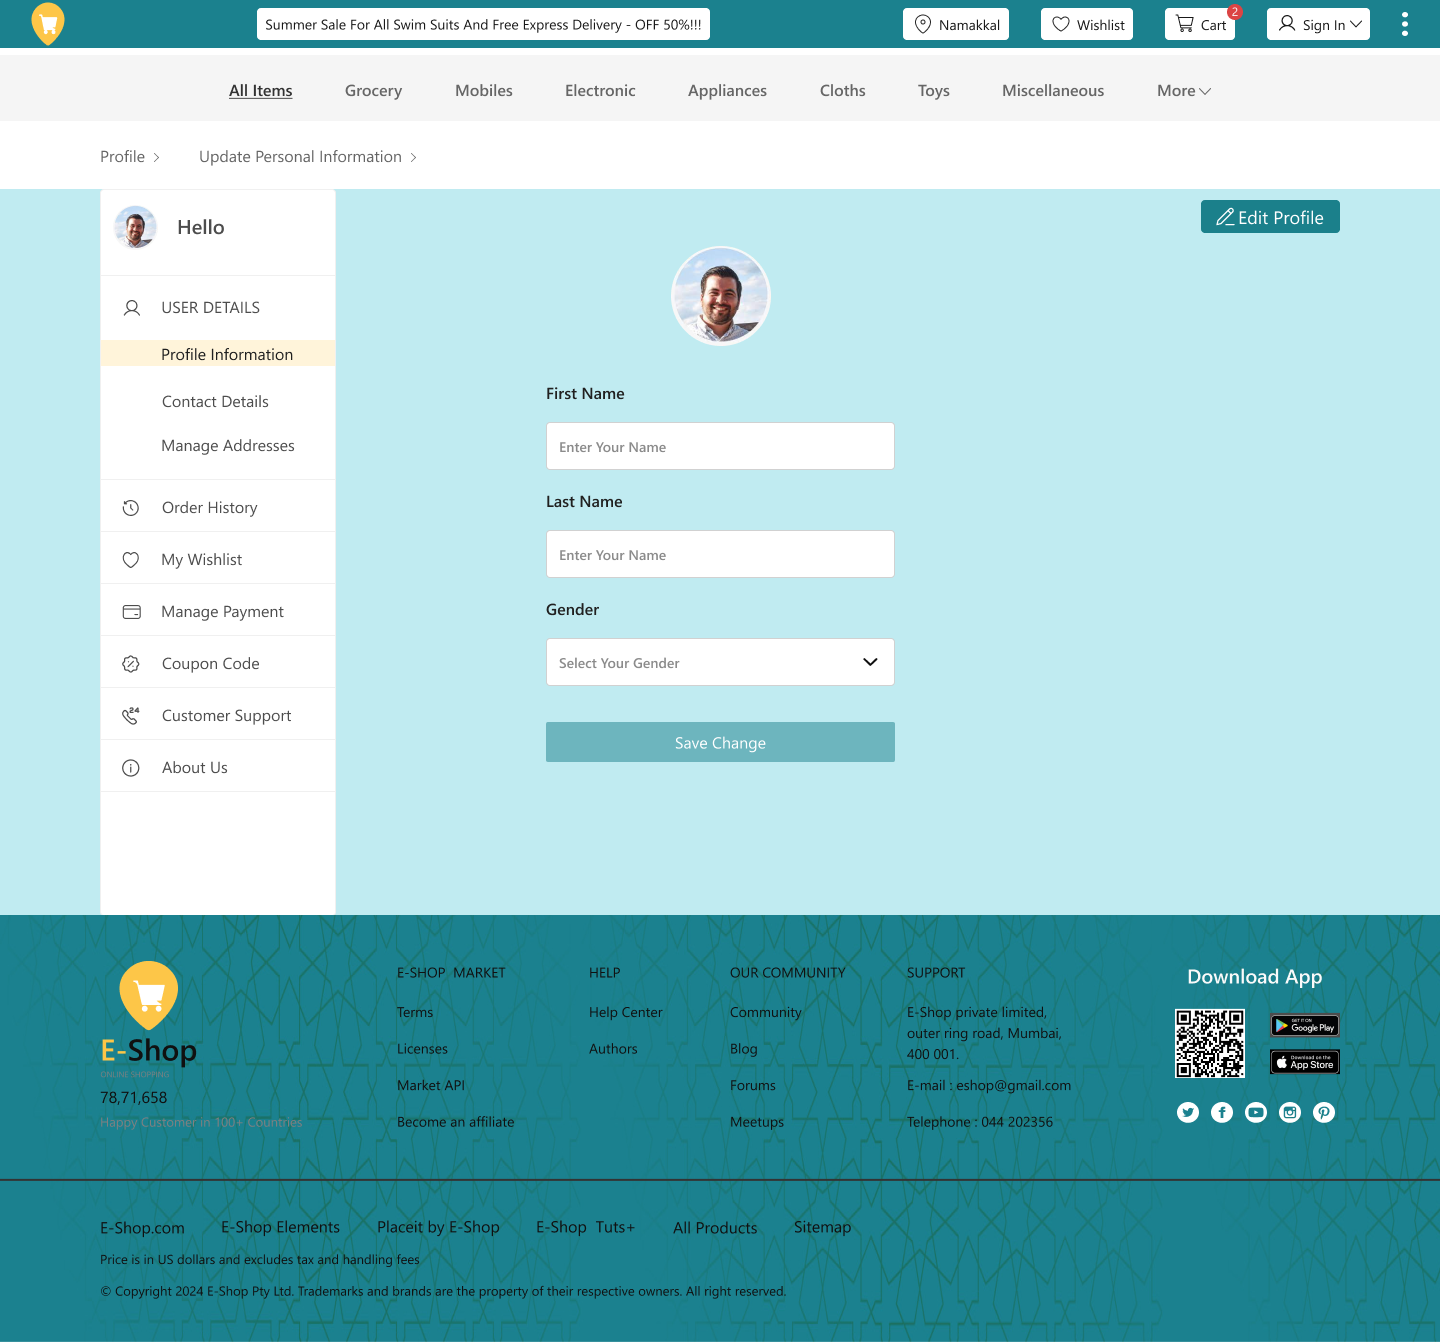 Summer Sale For All Swim Suits And Free Express Delivery - OFF 50%!!!
Namakkal
Wishlist
Cart
2
Sign In
All Items
Grocery
Mobiles
Electronic
Appliances
Cloths
Toys
Miscellaneous
More
Profile
Update Personal Information
Hello
USER DETAILS
Profile Information
Contact Details
Manage Addresses
Order History
My Wishlist
Manage Payment
Coupon Code
24
Customer Support
About Us
Edit Profile
First Name
Enter Your Name
Last Name
Enter Your Name
Gender
Select Your Gender
Save Change
E-Shop
ONLINE SHOPPING
78,71,658
Happy Customer in 100+ Countries
E-SHOP  MARKET
Terms
Licenses
Market API
Become an affiliate
HELP
Help Center
Authors
OUR COMMUNITY
Community
Blog
Forums
Meetups
SUPPORT
E-Shop private limited,
outer ring road, Mumbai,
400 001.
E-mail : eshop@gmail.com
Telephone : 044 202356
Download App
GET IT ON
Google Play
Download on the
App Store
E-Shop.com
E-Shop Elements
Placeit by E-Shop
E-Shop  Tuts+
All Products
Sitemap
Price is in US dollars and excludes tax and handling fees
© Copyright 2024 E-Shop Pty Ltd. Trademarks and brands are the property of their respective owners. All right reserved.